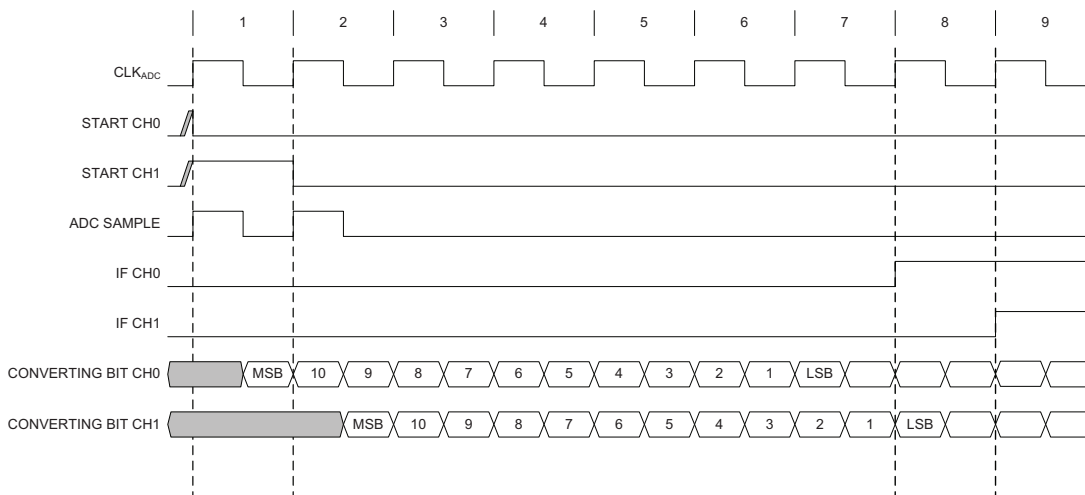 1 2 3 4 5 6 7 8 9
CLKADC
START CH0
START CH1
ADC SAMPLE
IF CH0
IF CH1
CONVERTING BIT CH0 MSB 10 9 8 7 6 5 4 3 2 1 LSB
CONVERTING BIT CH1 MSB 10 9 8 7 6 5 4 3 2 1 LSB